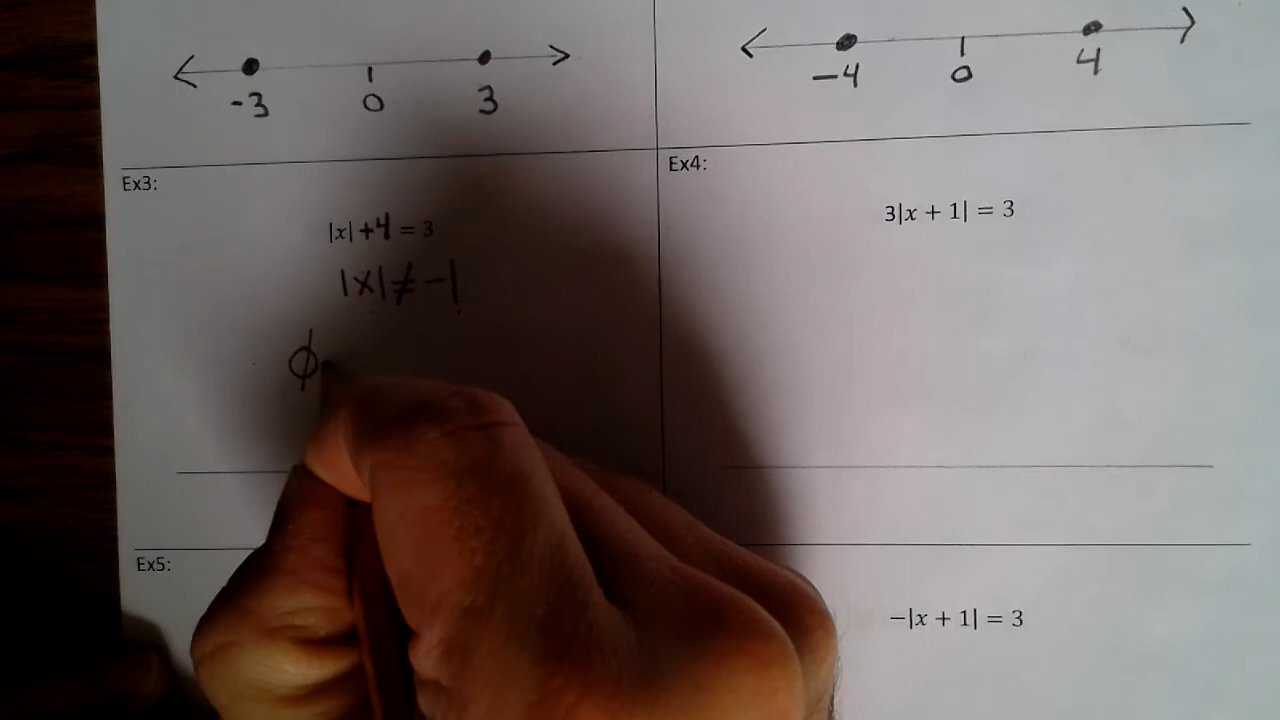 -3 0 3
-4 0 4
Ex3:
|x| +4 = 3
|x| ≠ -1
ϕ
Ex4:
3|x + 1| = 3
Ex5:
−|x + 1| = 3